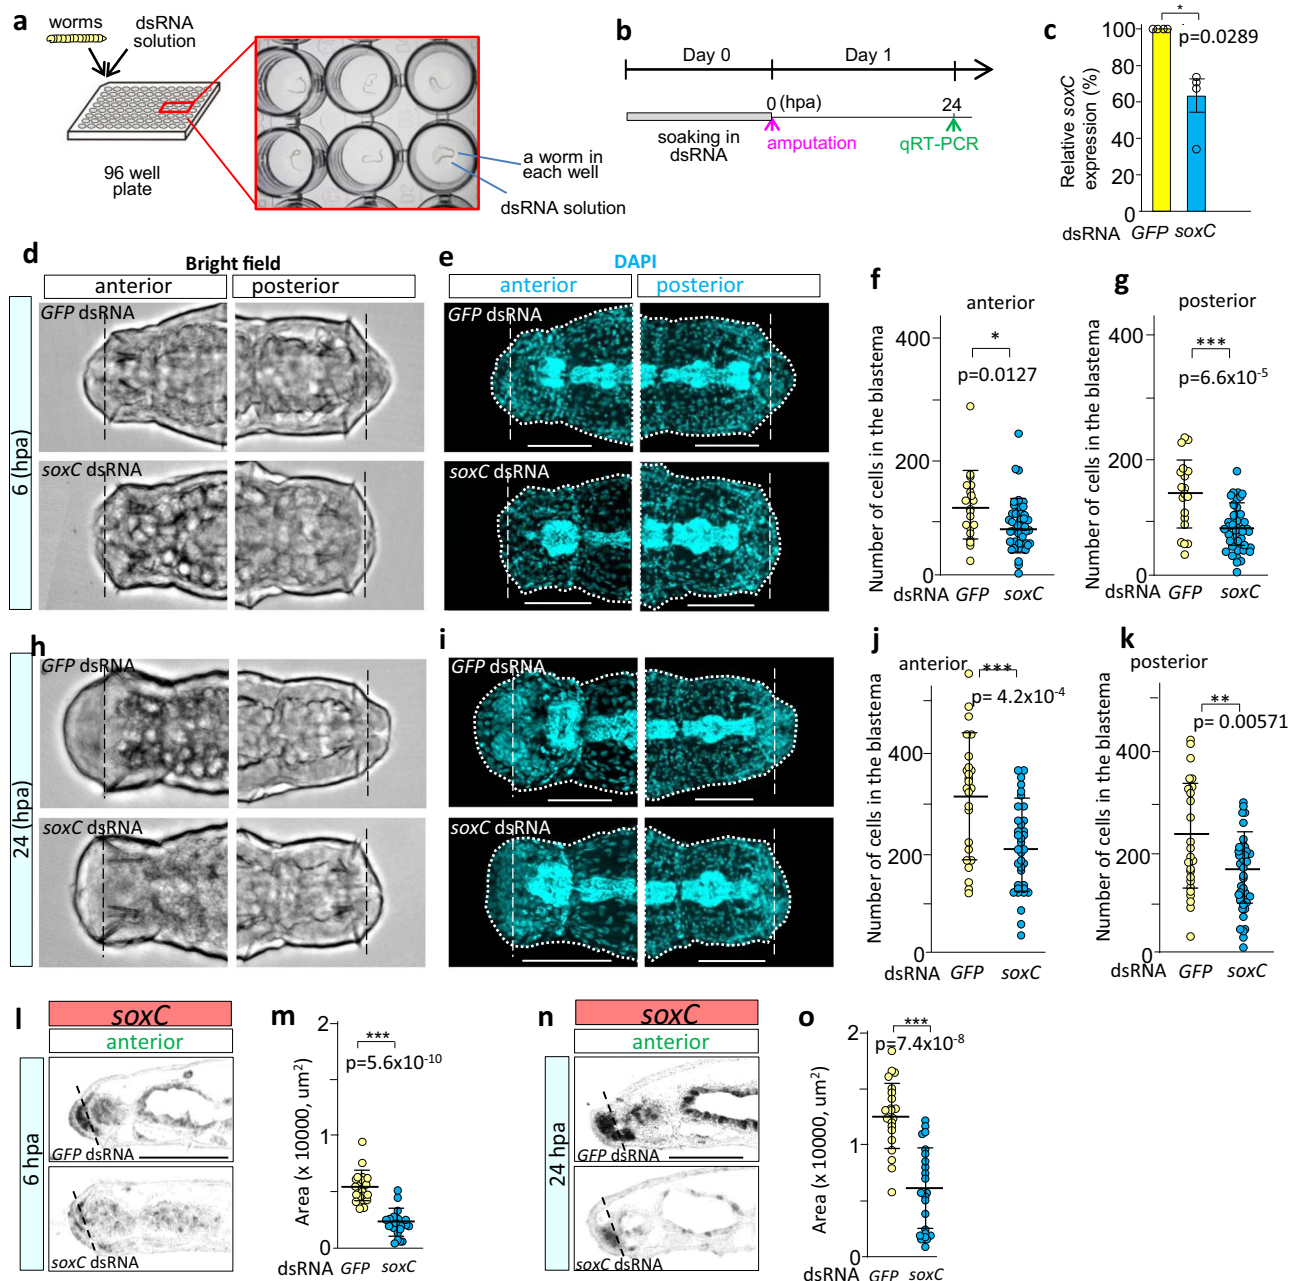 a
worms
dsRNA
solution
96 well
plate
a worm in
each well
dsRNA solution
b
Day 0
Day 1
0 (hpa)
24
soaking in
dsRNA
amputation
qRT-PCR
c
Relative soxC
expression (%)
*
p=0.0289
100
80
60
40
20
0
dsRNA GFP soxC
d
Bright field
anterior
posterior
6 (hpa)
GFP dsRNA
soxC dsRNA
e
DAPI
anterior
posterior
GFP dsRNA
soxC dsRNA
f
anterior
Number of cells in the blastema
*
p=0.0127
400
200
0
dsRNA GFP soxC
g
posterior
Number of cells in the blastema
***
p=6.6x10-5
400
200
0
dsRNA GFP soxC
h
24 (hpa)
GFP dsRNA
soxC dsRNA
i
GFP dsRNA
soxC dsRNA
j
anterior
Number of cells in the blastema
***
p= 4.2x10-4
400
200
0
dsRNA GFP soxC
k
posterior
Number of cells in the blastema
**
p= 0.00571
400
200
0
dsRNA GFP soxC
l
soxC
anterior
6 hpa
GFP dsRNA
soxC dsRNA
m
Area (x 10000, um2)
***
p=5.6x10-10
2
1
0
dsRNA GFP soxC
n
soxC
anterior
24 hpa
GFP dsRNA
soxC dsRNA
o
Area (x 10000, um2)
***
p=7.4x10-8
2
1
0
dsRNA GFP soxC